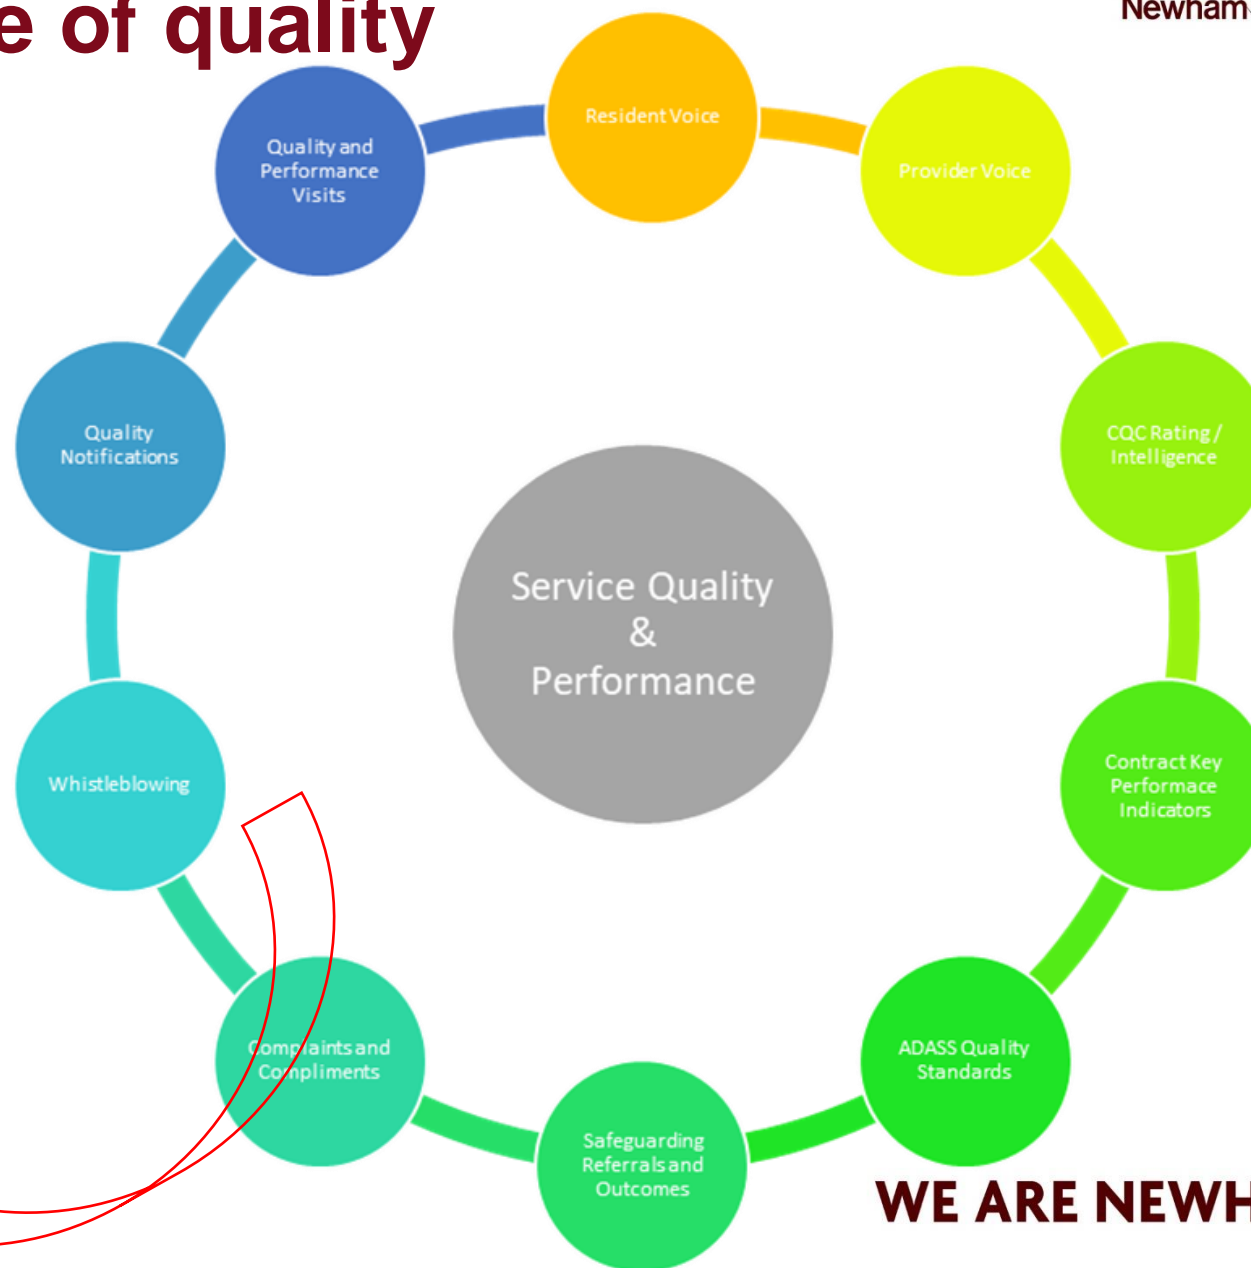 e of quality
Newham
Resident Voice
Provider Voice
Quality and
Performance
Visits
CQC Rating /
Intelligence
Quality
Notifications
Service Quality
&
Performance
Contract Key
Performace
Indicators
Whistleblowing
ADASS Quality
Standards
Complaints and
Compliments
Safeguarding
Referrals and
Outcomes
WE ARE NEWH